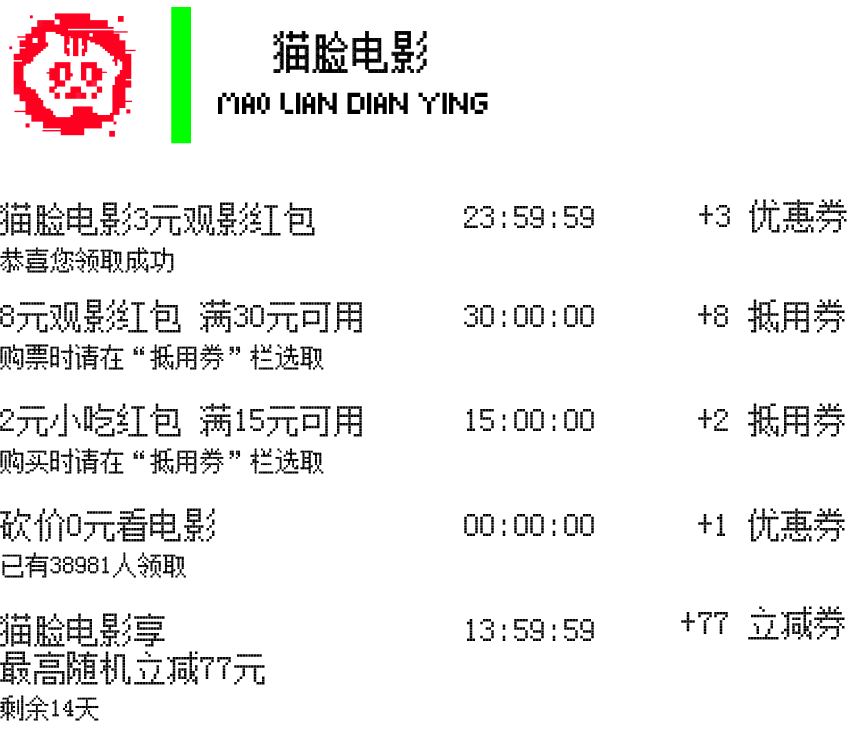 猫脸电影
MAO LIAN DIAN YING
猫脸电影3元观影红包 23:59:59 +3 优惠券
恭喜您领取成功
8元观影红包 满30元可用 30:00:00 +8 抵用券
购票时请在“抵用券”栏选取
2元小吃红包 满15元可用 15:00:00 +2 抵用券
购买时请在“抵用券”栏选取
砍价0元看电影 00:00:00 +1 优惠券
已有38981人领取
猫脸电影享 13:59:59 +77 立减券
最高随机立减77元
剩余14天